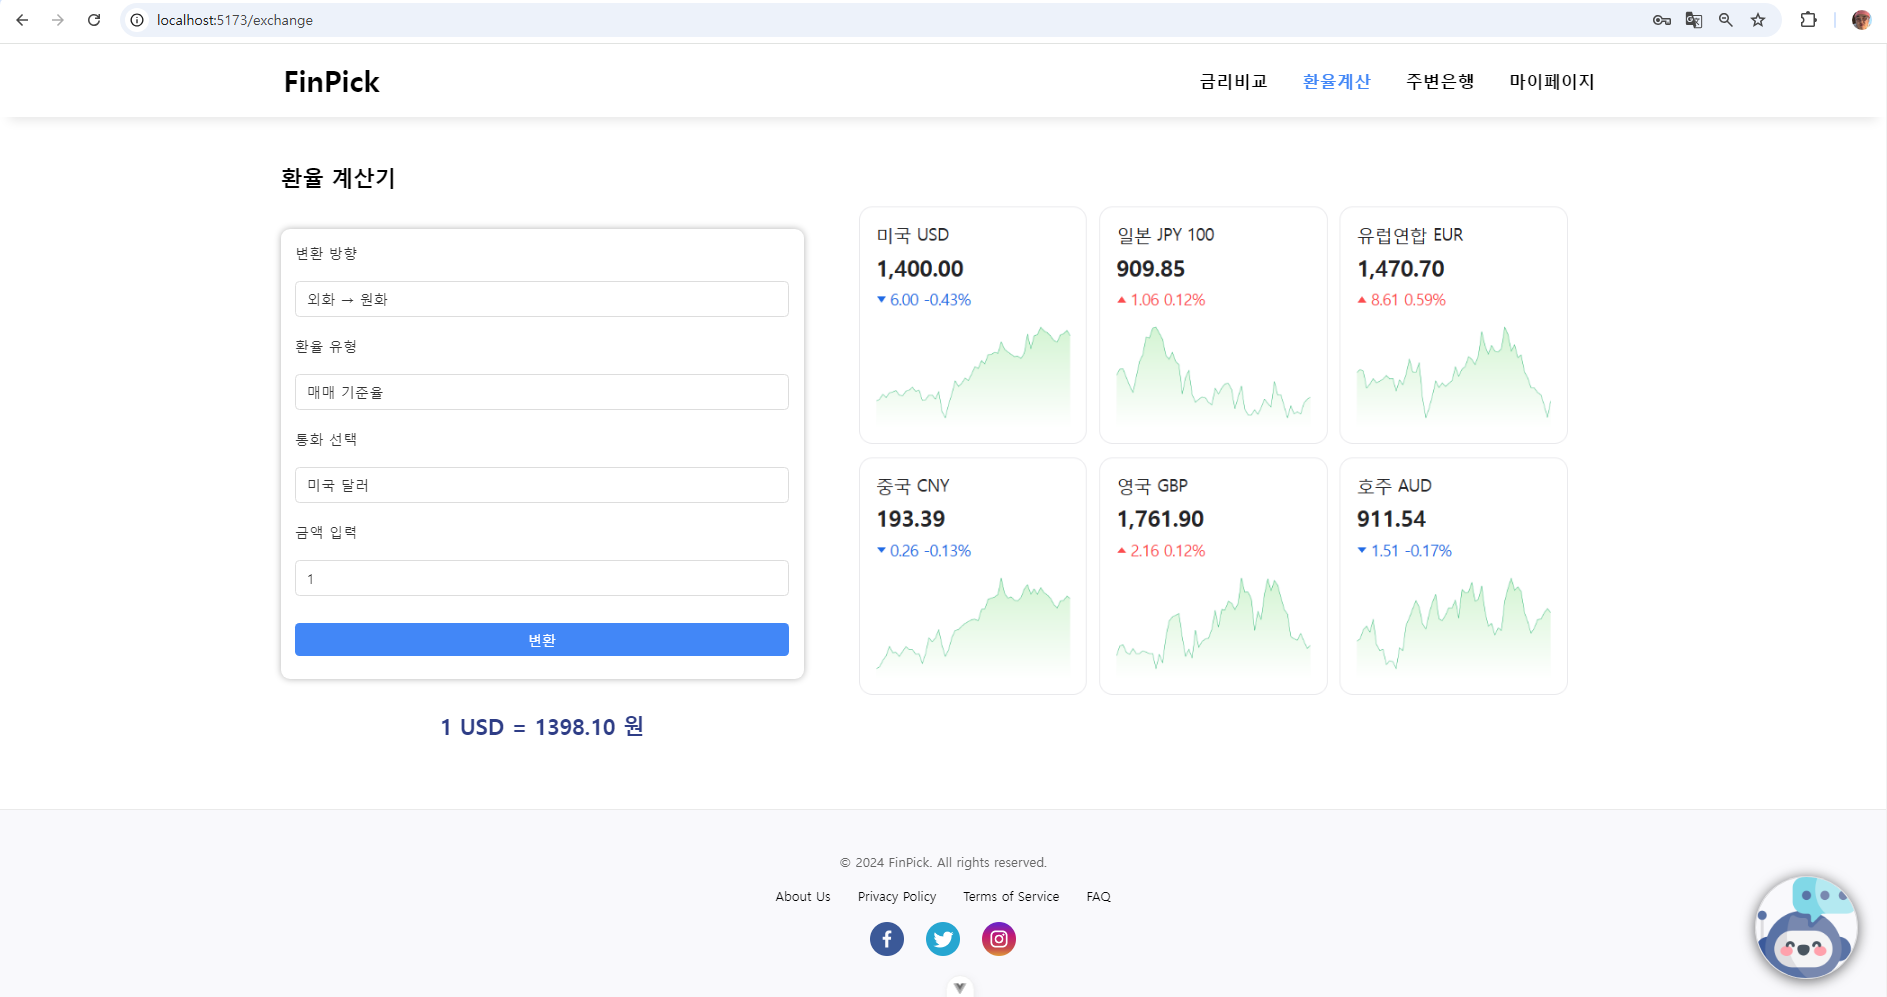 localhost:5173/exchange
FinPick
금리비교 환율계산 주변은행 마이페이지
환율 계산기
변환 방향
외화 → 원화
환율 유형
매매 기준율
통화 선택
미국 달러
금액 입력
1
변환
1 USD = 1398.10 원
미국 USD
1,400.00
▼ 6.00 -0.43%
일본 JPY 100
909.85
▲ 1.06 0.12%
유럽연합 EUR
1,470.70
▲ 8.61 0.59%
중국 CNY
193.39
▼ 0.26 -0.13%
영국 GBP
1,761.90
▲ 2.16 0.12%
호주 AUD
911.54
▼ 1.51 -0.17%
© 2024 FinPick. All rights reserved.
About Us Privacy Policy Terms of Service FAQ